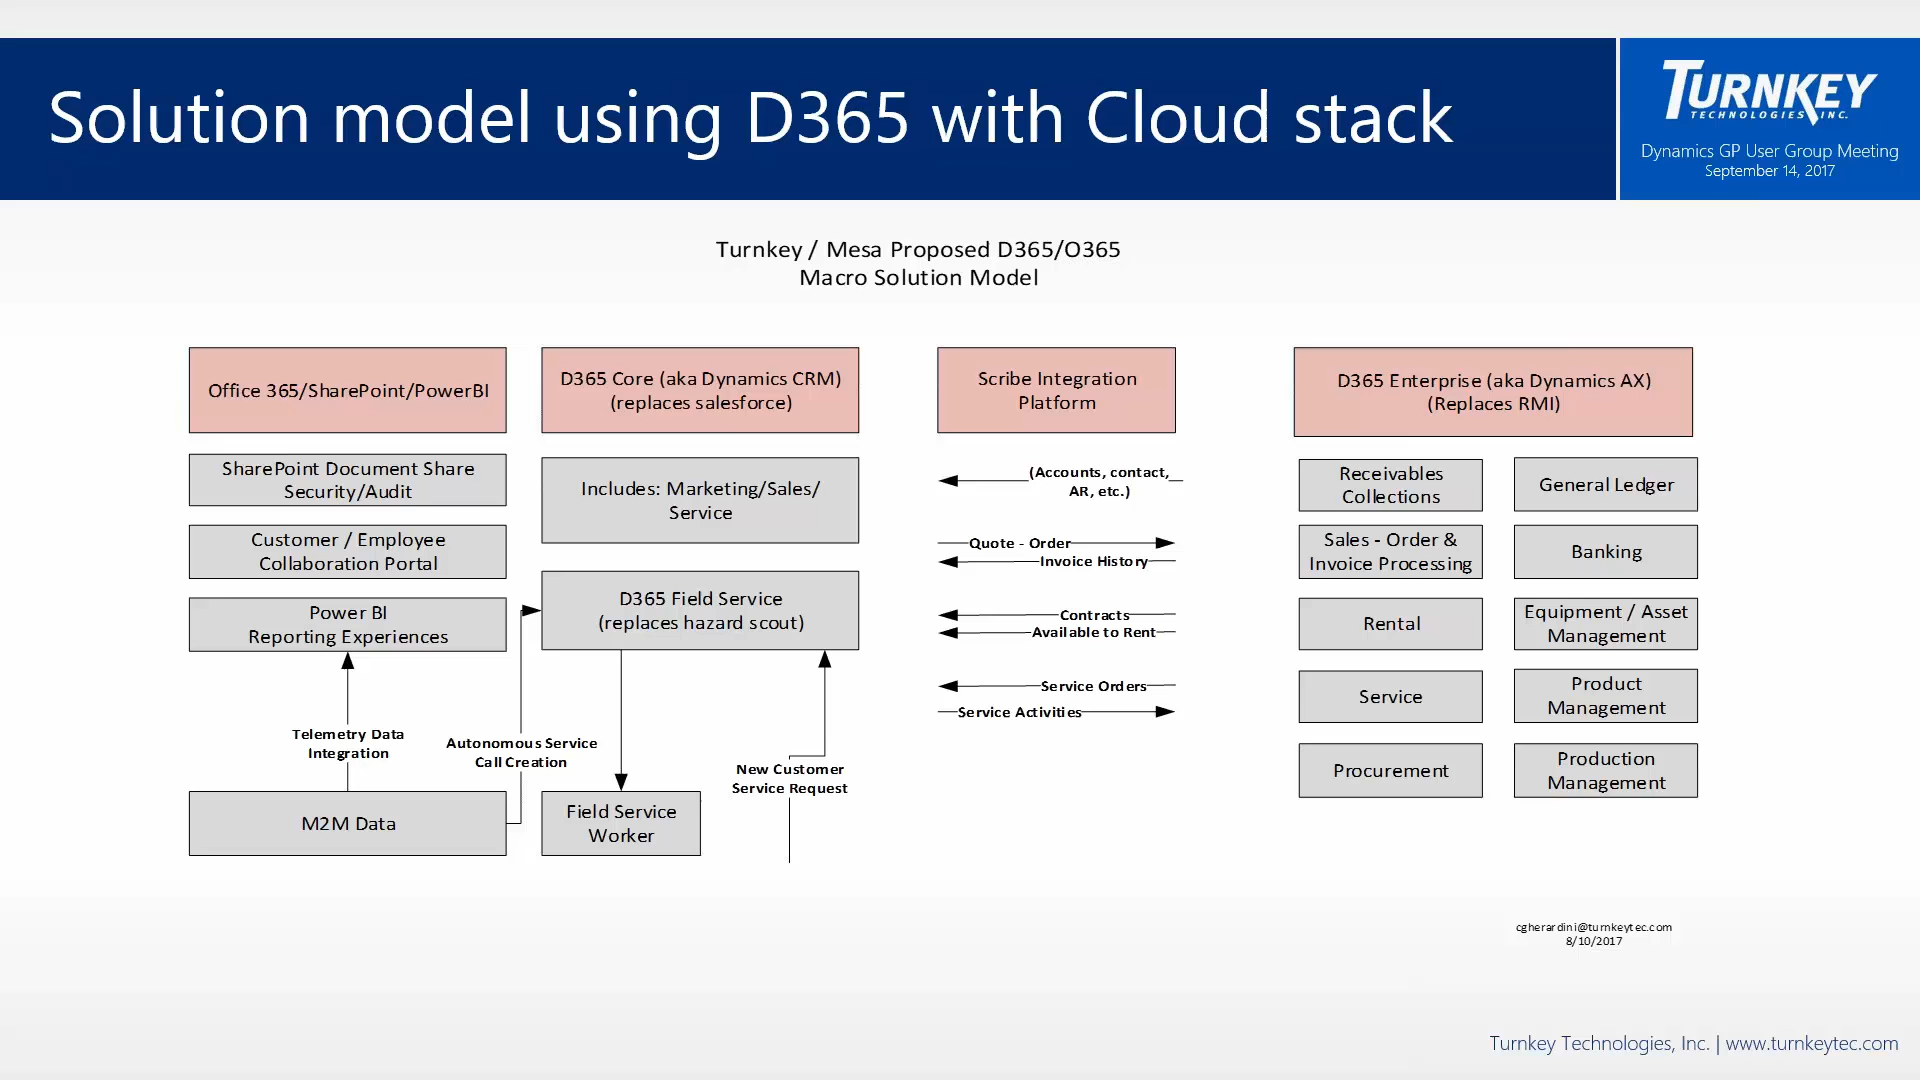 Solution model using D365 with Cloud stack
TURNKEY
TECHNOLOGIES, INC.
Dynamics GP User Group Meeting
September 14, 2017
Turnkey / Mesa Proposed D365/O365
Macro Solution Model
Office 365/SharePoint/PowerBI
SharePoint Document Share
Security/Audit
Customer / Employee
Collaboration Portal
Power BI
Reporting Experiences
Telemetry Data
Integration
M2M Data
Autonomous Service
Call Creation
D365 Core (aka Dynamics CRM)
(replaces salesforce)
Includes: Marketing/Sales/
Service
D365 Field Service
(replaces hazard scout)
Field Service
Worker
New Customer
Service Request
Scribe Integration
Platform
(Accounts, contact,
AR, etc.)
Quote - Order
Invoice History
Contracts
Available to Rent
Service Orders
Service Activities
D365 Enterprise (aka Dynamics AX)
(Replaces RMI)
Receivables
Collections
General Ledger
Sales - Order &
Invoice Processing
Banking
Rental
Equipment / Asset
Management
Service
Product
Management
Procurement
Production
Management
cgherardini@turnkeytec.com
8/10/2017
Turnkey Technologies, Inc. | www.turnkeytec.com